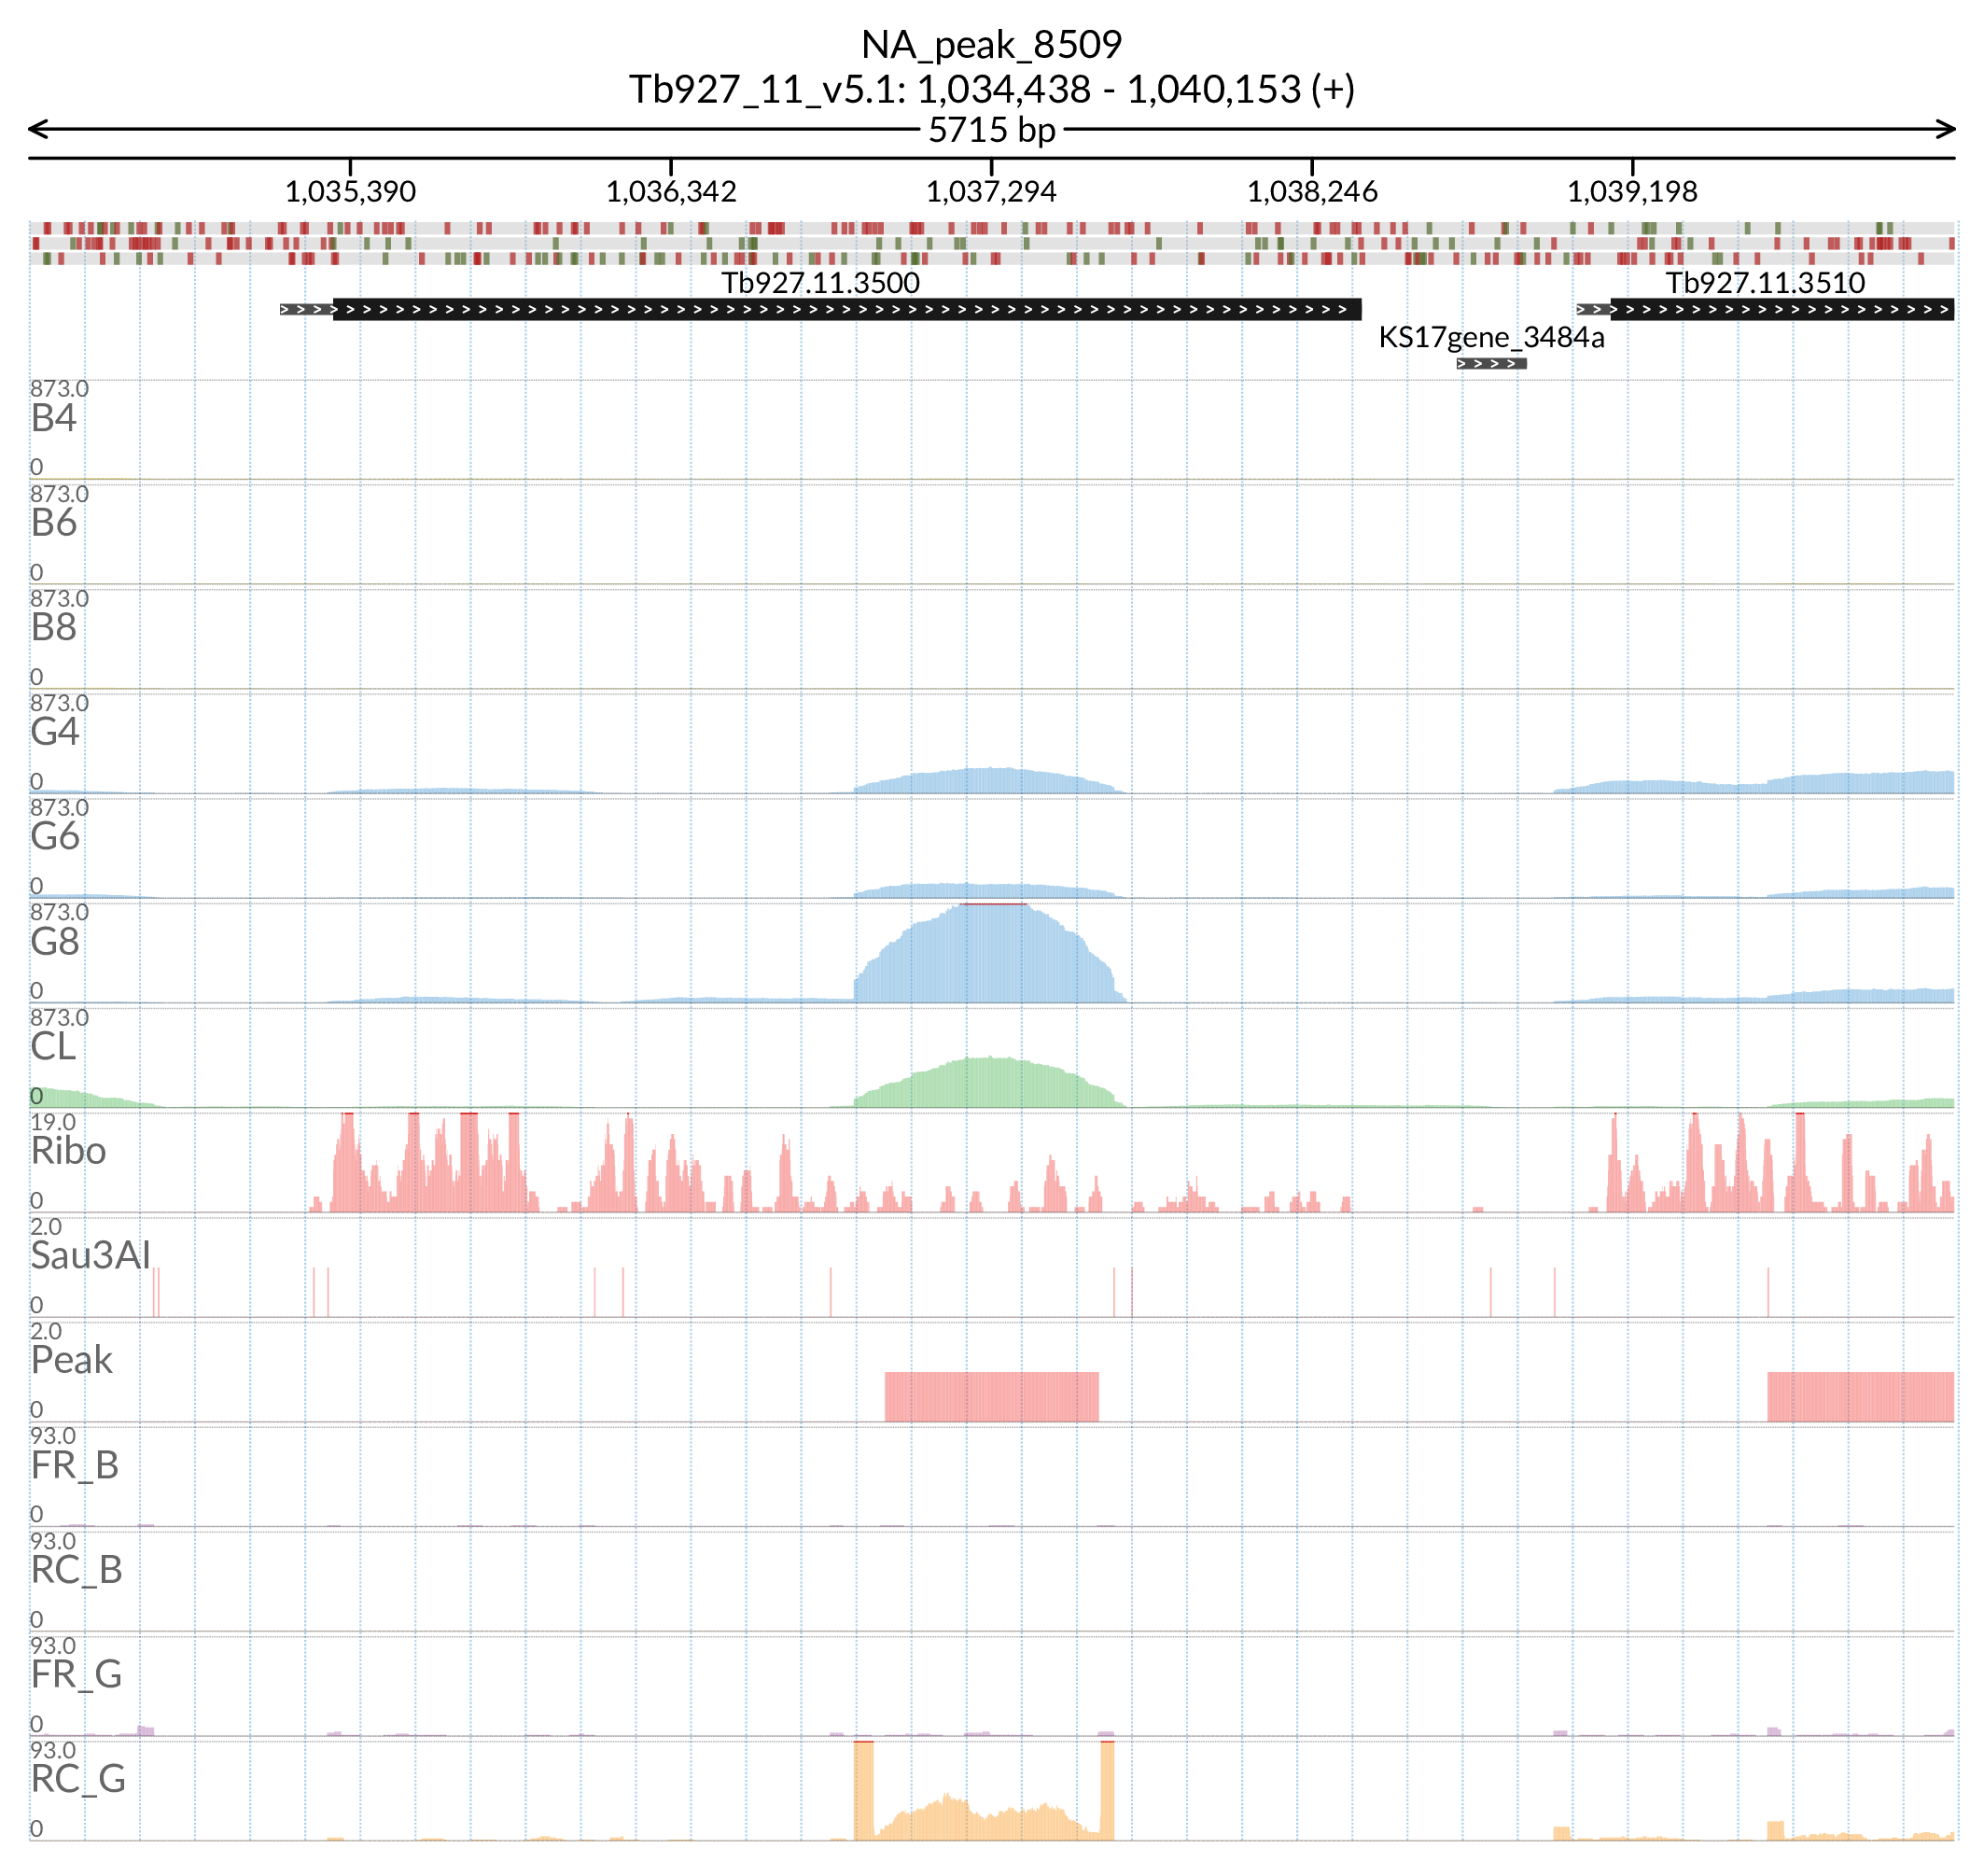 NA_peak_8509
Tb927_11_v5.1: 1,034,438 - 1,040,153 (+)
5715 bp
1,035,390 1,036,342 1,037,294 1,038,246 1,039,198
Tb927.11.3500 Tb927.11.3510
KS17gene_3484a
873.0
B4
0
873.0
B6
0
873.0
B8
0
873.0
G4
0
873.0
G6
0
873.0
G8
0
873.0
CL
0
19.0
Ribo
0
2.0
Sau3AI
0
2.0
Peak
0
93.0
FR_B
0
93.0
RC_B
0
93.0
FR_G
0
93.0
RC_G
0